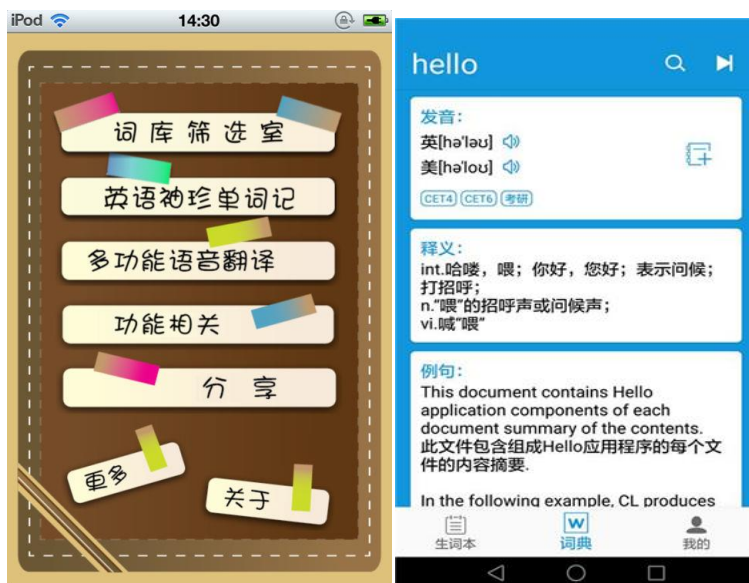 iPod
14:30
词库筛选室
英语袖珍单词记
多功能语音翻译
功能相关
分享
更多
关于
hello
发音:
英[hə'ləʊ]
美[hə'loʊ]
CET4 CET6 考研
释义:
int.哈喽，喂；你好，您好；表示问候；
打招呼；
n.“喂”的招呼声或问候声；
vi.喊“喂”
例句:
This document contains Hello
application components of each
document summary of the contents.
此文件包含组成Hello应用程序的每个文
件的内容摘要.
In the following example, CL produces
W
生词本 词典 我的